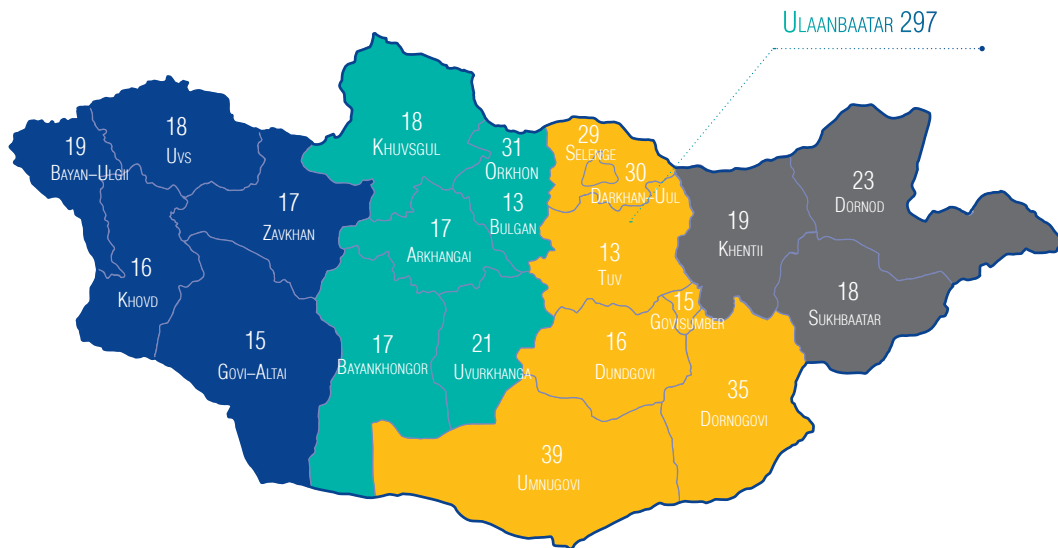 ULAANBAATAR 297
18
KHUVSGUL
31
ORKHON
29
SELENGE
30
DARKHAN–UUL
19
BAYAN–ULGII
18
UVS
17
ZAVKHAN
13
BULGAN
17
ARKHANGAI
13
TUV
19
KHENTII
23
DORNOD
16
KHOVD
15
GOVI–ALTAI
17
BAYANKHONGOR
21
UVURKHANGA
16
DUNDGOVI
15
GOVISUMBER
18
SUKHBAATAR
35
DORNOGOVI
39
UMNUGOVI